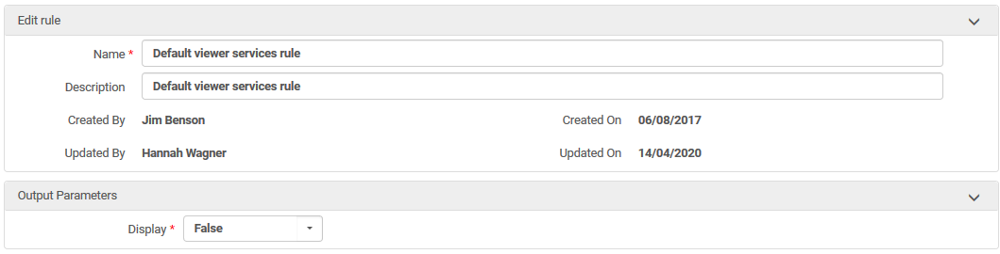 Edit rule
Name * Default viewer services rule
Description Default viewer services rule
Created By Jim Benson Created On 06/08/2017
Updated By Hannah Wagner Updated On 14/04/2020
Output Parameters
Display * False